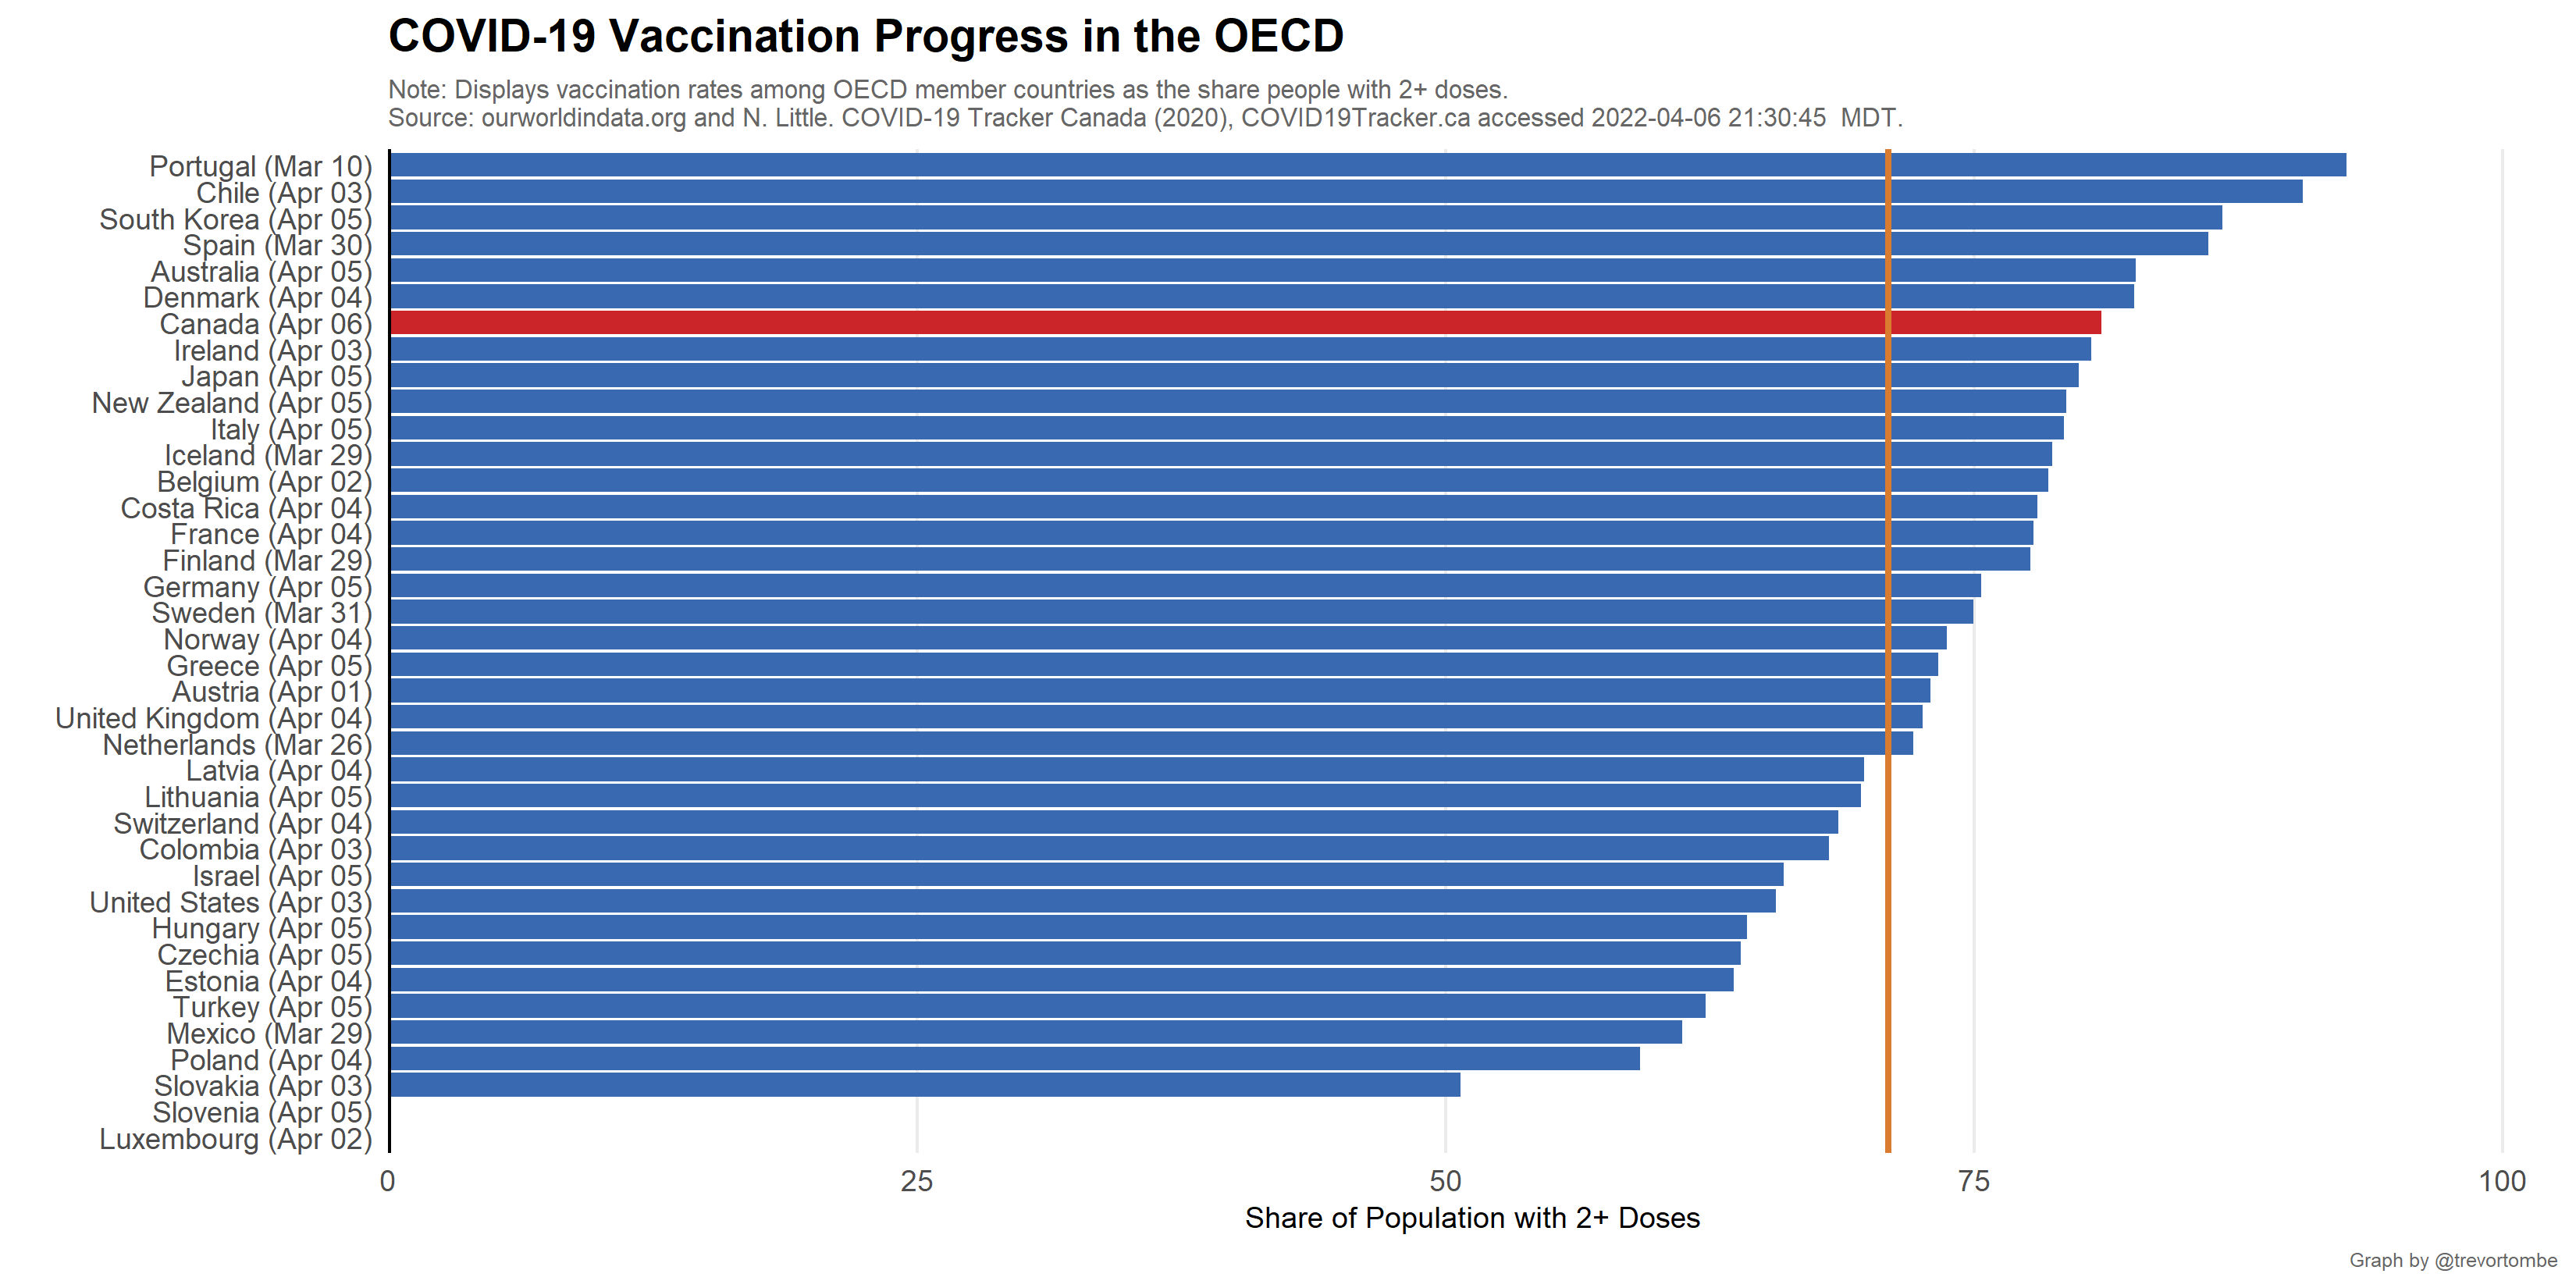 COVID-19 Vaccination Progress in the OECD
Note: Displays vaccination rates among OECD member countries as the share people with 2+ doses.
Source: ourworldindata.org and N. Little. COVID-19 Tracker Canada (2020), COVID19Tracker.ca accessed 2022-04-06 21:30:45  MDT.
Portugal (Mar 10)
Chile (Apr 03)
South Korea (Apr 05)
Spain (Mar 30)
Australia (Apr 05)
Denmark (Apr 04)
Canada (Apr 06)
Ireland (Apr 03)
Japan (Apr 05)
New Zealand (Apr 05)
Italy (Apr 05)
Iceland (Mar 29)
Belgium (Apr 02)
Costa Rica (Apr 04)
France (Apr 04)
Finland (Mar 29)
Germany (Apr 05)
Sweden (Mar 31)
Norway (Apr 04)
Greece (Apr 05)
Austria (Apr 01)
United Kingdom (Apr 04)
Netherlands (Mar 26)
Latvia (Apr 04)
Lithuania (Apr 05)
Switzerland (Apr 04)
Colombia (Apr 03)
Israel (Apr 05)
United States (Apr 03)
Hungary (Apr 05)
Czechia (Apr 05)
Estonia (Apr 04)
Turkey (Apr 05)
Mexico (Mar 29)
Poland (Apr 04)
Slovakia (Apr 03)
Slovenia (Apr 05)
Luxembourg (Apr 02)
0 25 50 75 100
Share of Population with 2+ Doses
Graph by @trevortombe